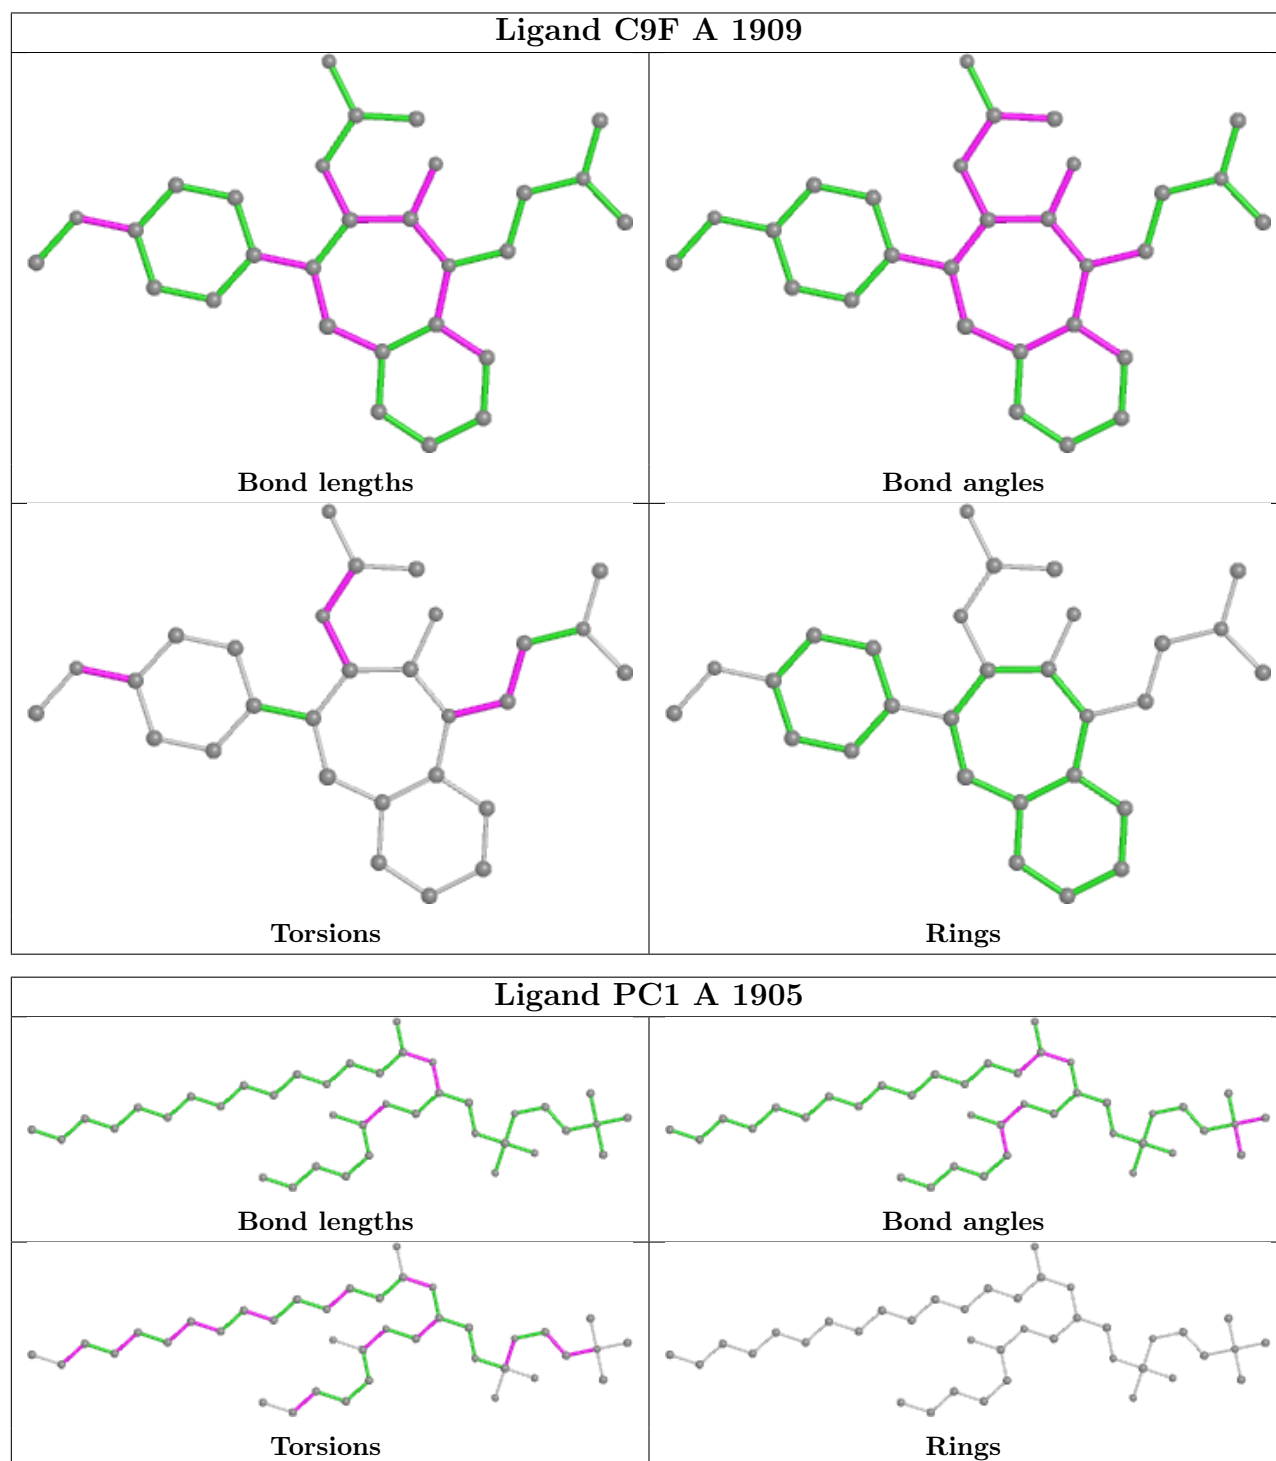 Ligand C9F A 1909
Bond lengths
Bond angles
Torsions
Rings
Ligand PC1 A 1905
Bond lengths
Bond angles
Torsions
Rings